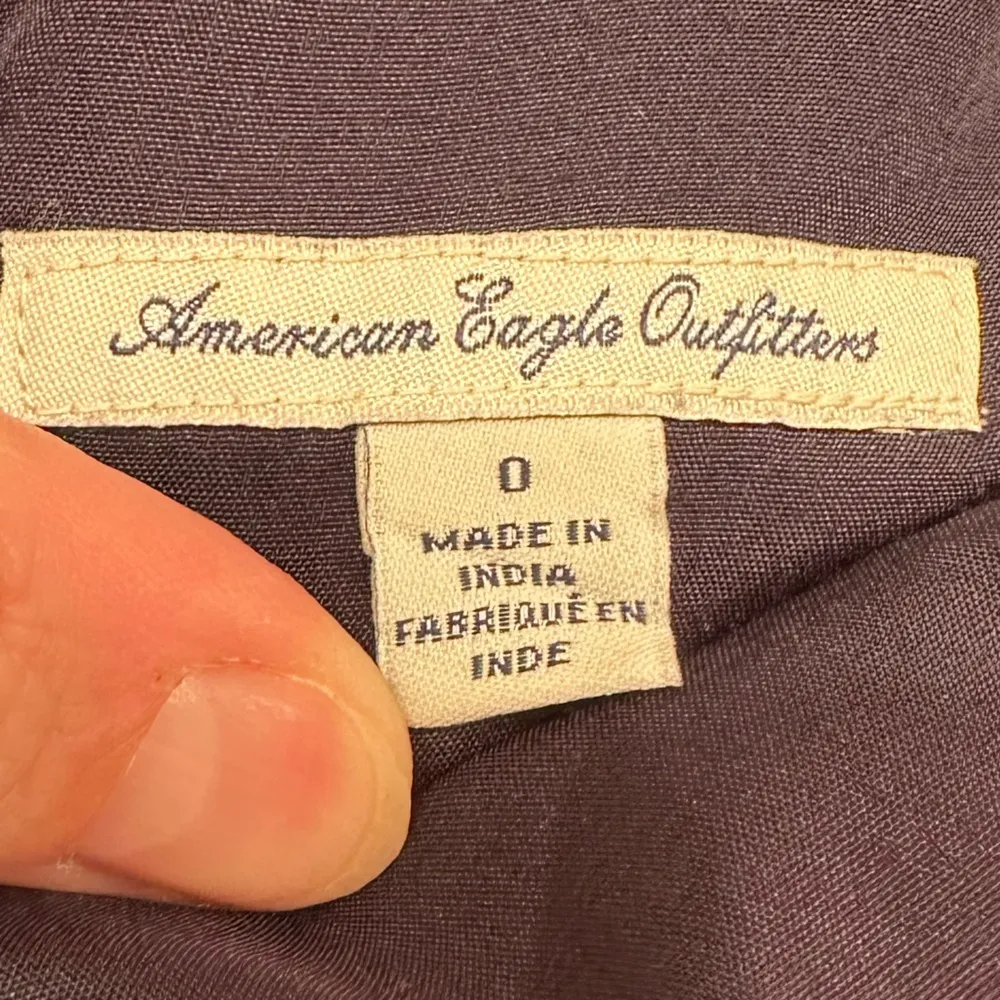 American Eagle Outfitters
0
MADE IN
INDIA
FABRIQUÉ EN
INDE